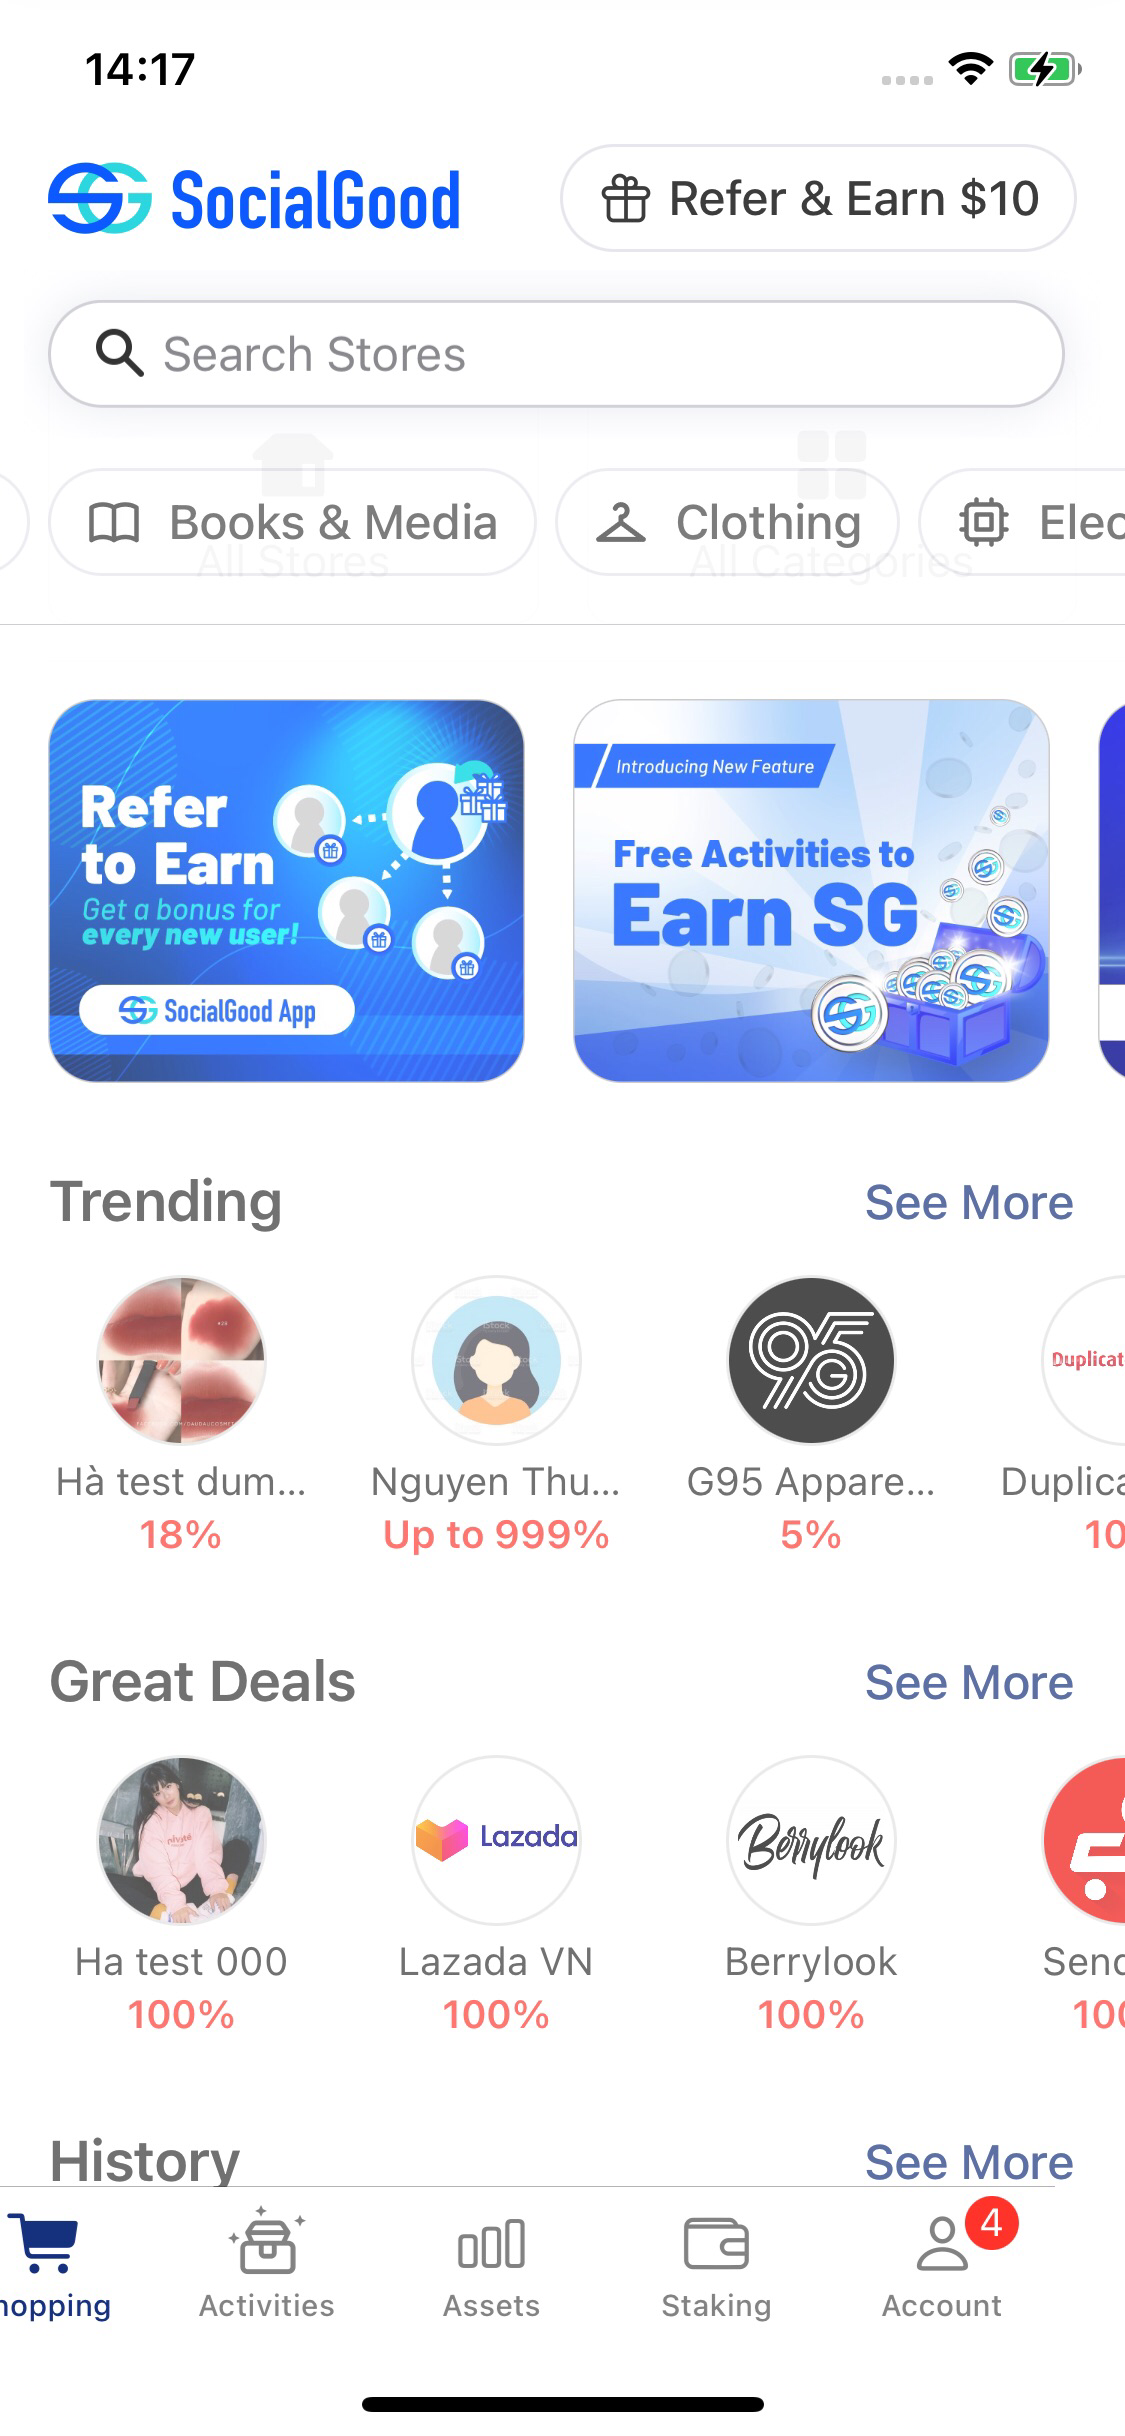 14:17
SocialGood
Refer & Earn $10
Search Stores
Books & Media
Clothing
Elec
All Stores
All Categories
Refer
to Earn
Get a bonus for
every new user!
SocialGood App
Introducing New Feature
Free Activities to
Earn SG
Trending
See More
95G
Duplicat
Hà test dum...
Nguyen Thu...
G95 Appare...
Duplica
18%
Up to 999%
5%
10
Great Deals
See More
Lazada
Berrylook
Ha test 000
Lazada VN
Berrylook
Send
100%
100%
100%
100
History
See More
4
hopping
Activities
Assets
Staking
Account